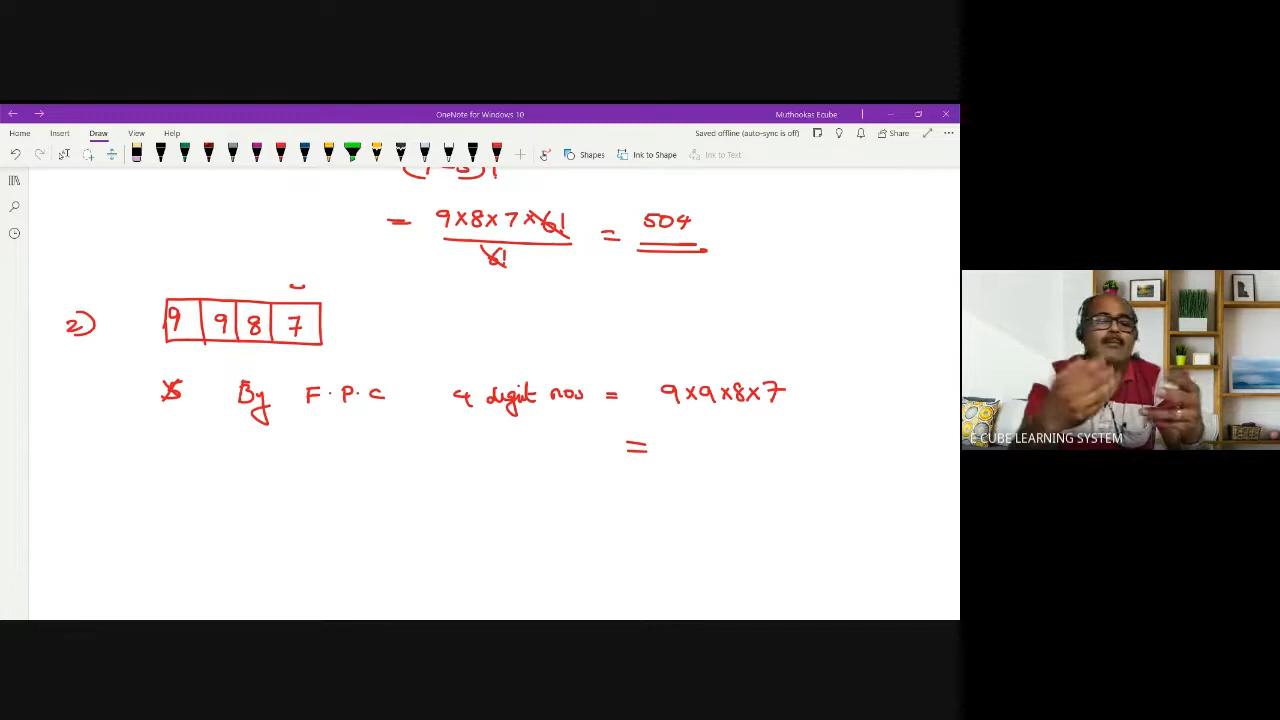 OneNote for Windows 10
Muthookas Ecube
Home Insert Draw View Help
Saved offline (auto-sync is off)
Share
Shapes
Ink to Shape
Ink to Text
= 9×8×7×6! = 504
6!
2) 9 9 8 7
By F.P.C 4 digit nos = 9×9×8×7
=
E CUBE LEARNING SYSTEM